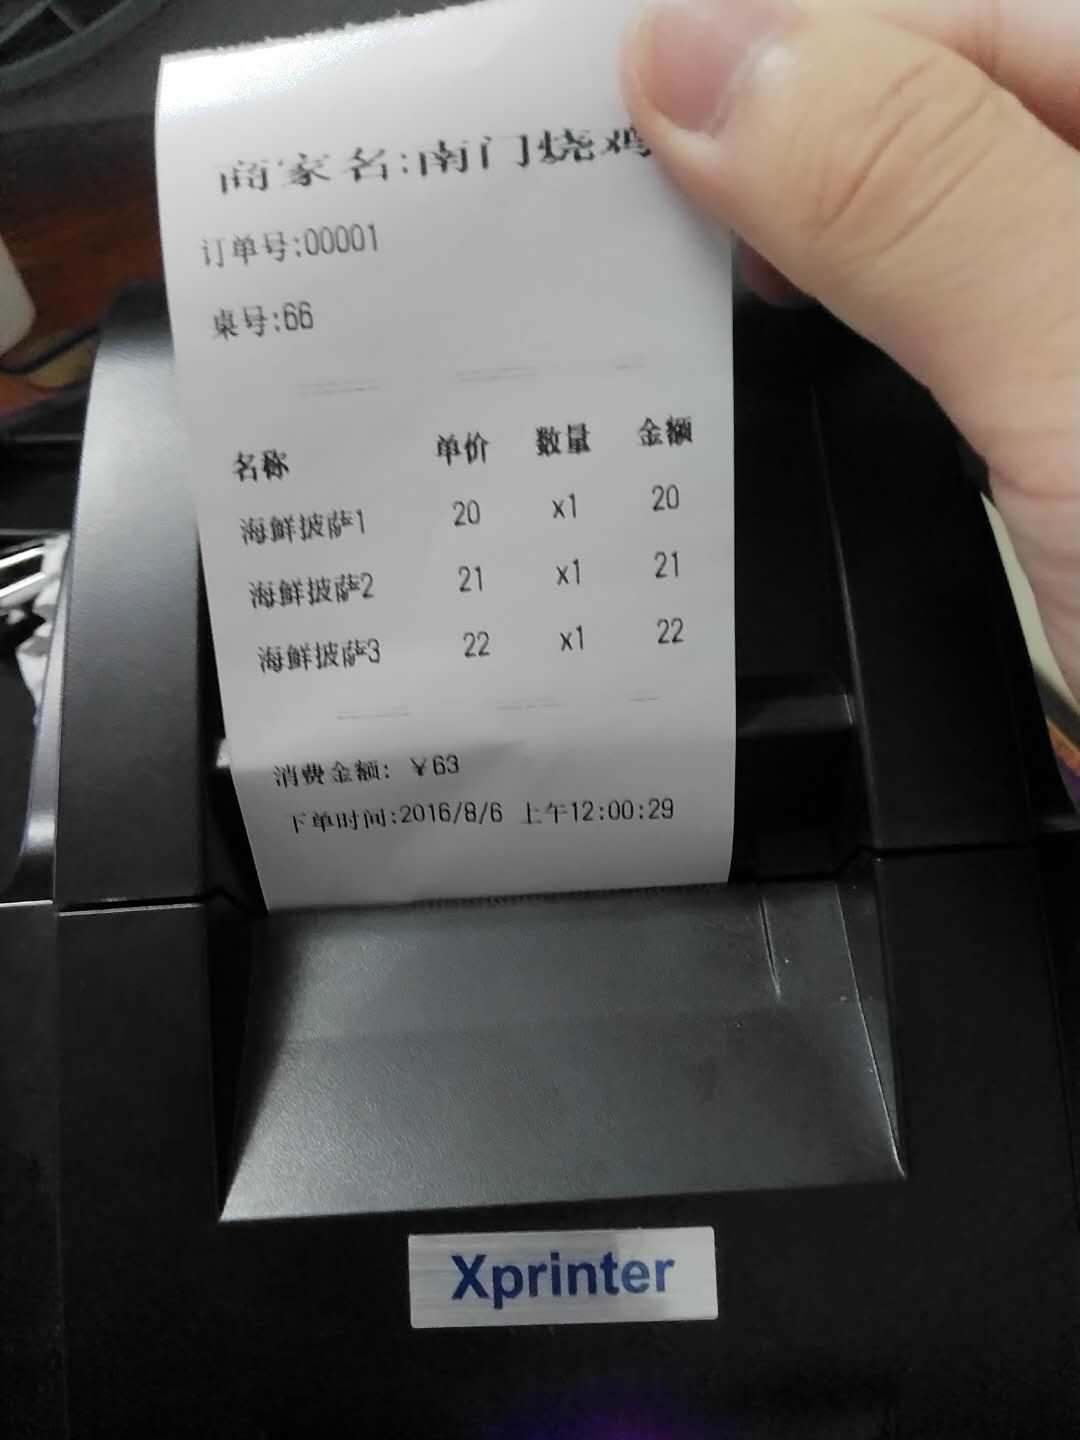 商家名:南门烧鸡
订单号:00001
桌号:66
名称 单价 数量 金额
海鲜披萨1 20 x1 20
海鲜披萨2 21 x1 21
海鲜披萨3 22 x1 22
消费金额: ¥63
下单时间:2016/8/6 上午12:00:29
Xprinter